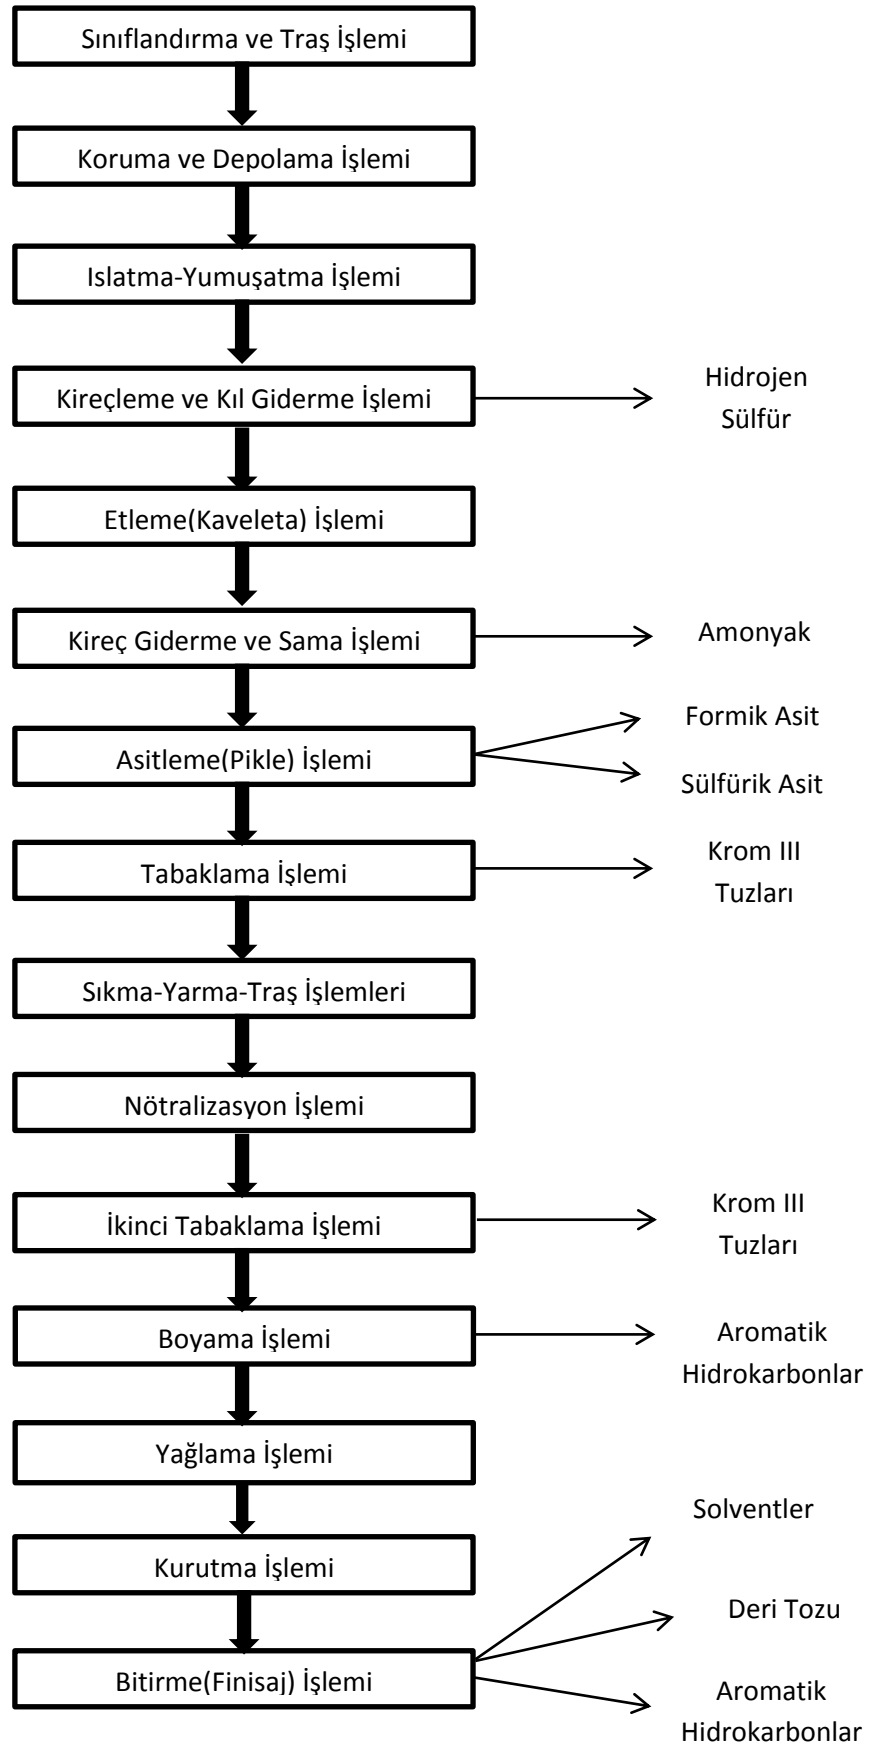 Sınıflandırma ve Traş İşlemi
Koruma ve Depolama İşlemi
Islatma-Yumuşatma İşlemi
Kireçleme ve Kıl Giderme İşlemi
Hidrojen
Sülfür
Etleme(Kaveleta) İşlemi
Kireç Giderme ve Sama İşlemi
Amonyak
Asitleme(Pikle) İşlemi
Formik Asit
Sülfürik Asit
Tabaklama İşlemi
Krom III
Tuzları
Sıkma-Yarma-Traş İşlemleri
Nötralizasyon İşlemi
İkinci Tabaklama İşlemi
Krom III
Tuzları
Boyama İşlemi
Aromatik
Hidrokarbonlar
Yağlama İşlemi
Kurutma İşlemi
Bitirme(Finisaj) İşlemi
Solventler
Deri Tozu
Aromatik
Hidrokarbonlar